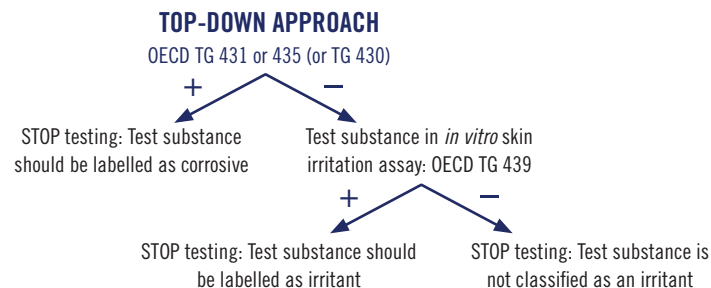 TOP-DOWN APPROACH
OECD TG 431 or 435 (or TG 430)
+
–
STOP testing: Test substance
should be labelled as corrosive
Test substance in in vitro skin
irritation assay: OECD TG 439
+
–
STOP testing: Test substance should
be labelled as irritant
STOP testing: Test substance is
not classified as an irritant